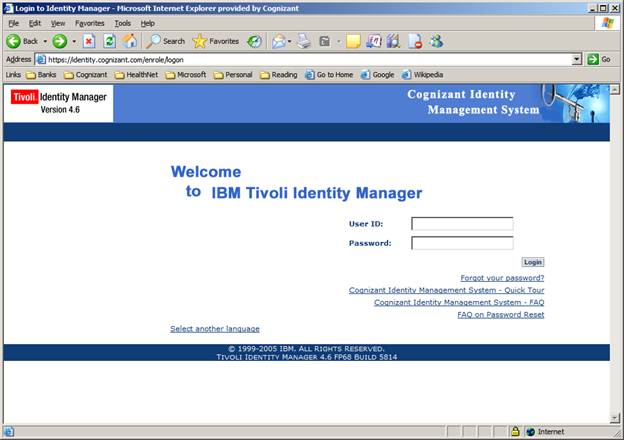 Login to Identity Manager - Microsoft Internet Explorer provided by Cognizant
File Edit View Favorites Tools Help
Back Search Favorites
Address https://identity.cognizant.com/enrole/logon Go
Links Banks Cognizant HealthNet Microsoft Personal Reading Go to Home Google Wikipedia
Tivoli Identity Manager
Version 4.6
Cognizant Identity
Management System
Welcome
to IBM Tivoli Identity Manager
User ID:
Password:
Login
Forgot your password?
Cognizant Identity Management System - Quick Tour
Cognizant Identity Management System - FAQ
FAQ on Password Reset
Select another language
© 1999-2005 IBM. All Rights Reserved.
Tivoli Identity Manager 4.6 FP68 Build 5814
Internet